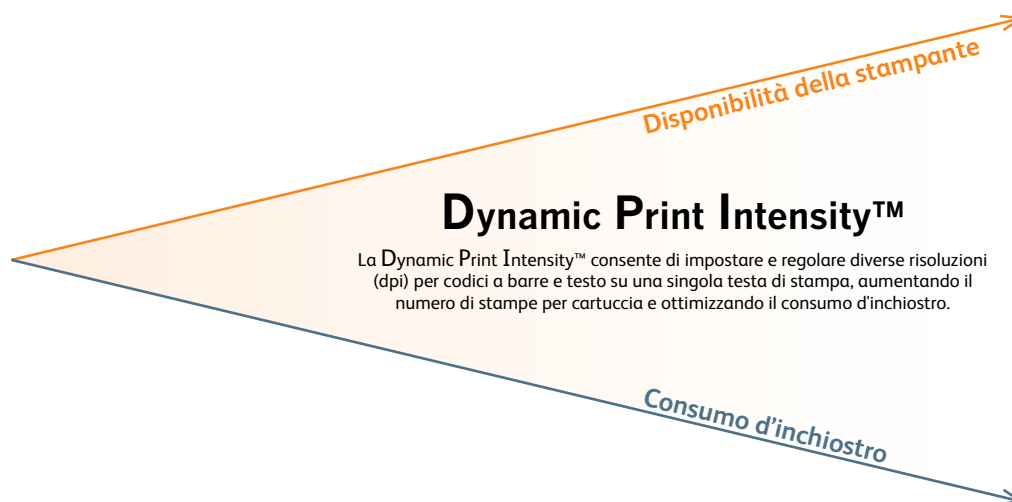 Disponibilità della stampante
Dynamic Print Intensity™
La Dynamic Print Intensity™ consente di impostare e regolare diverse risoluzioni
(dpi) per codici a barre e testo su una singola testa di stampa, aumentando il
numero di stampe per cartuccia e ottimizzando il consumo d'inchiostro.
Consumo d’inchiostro